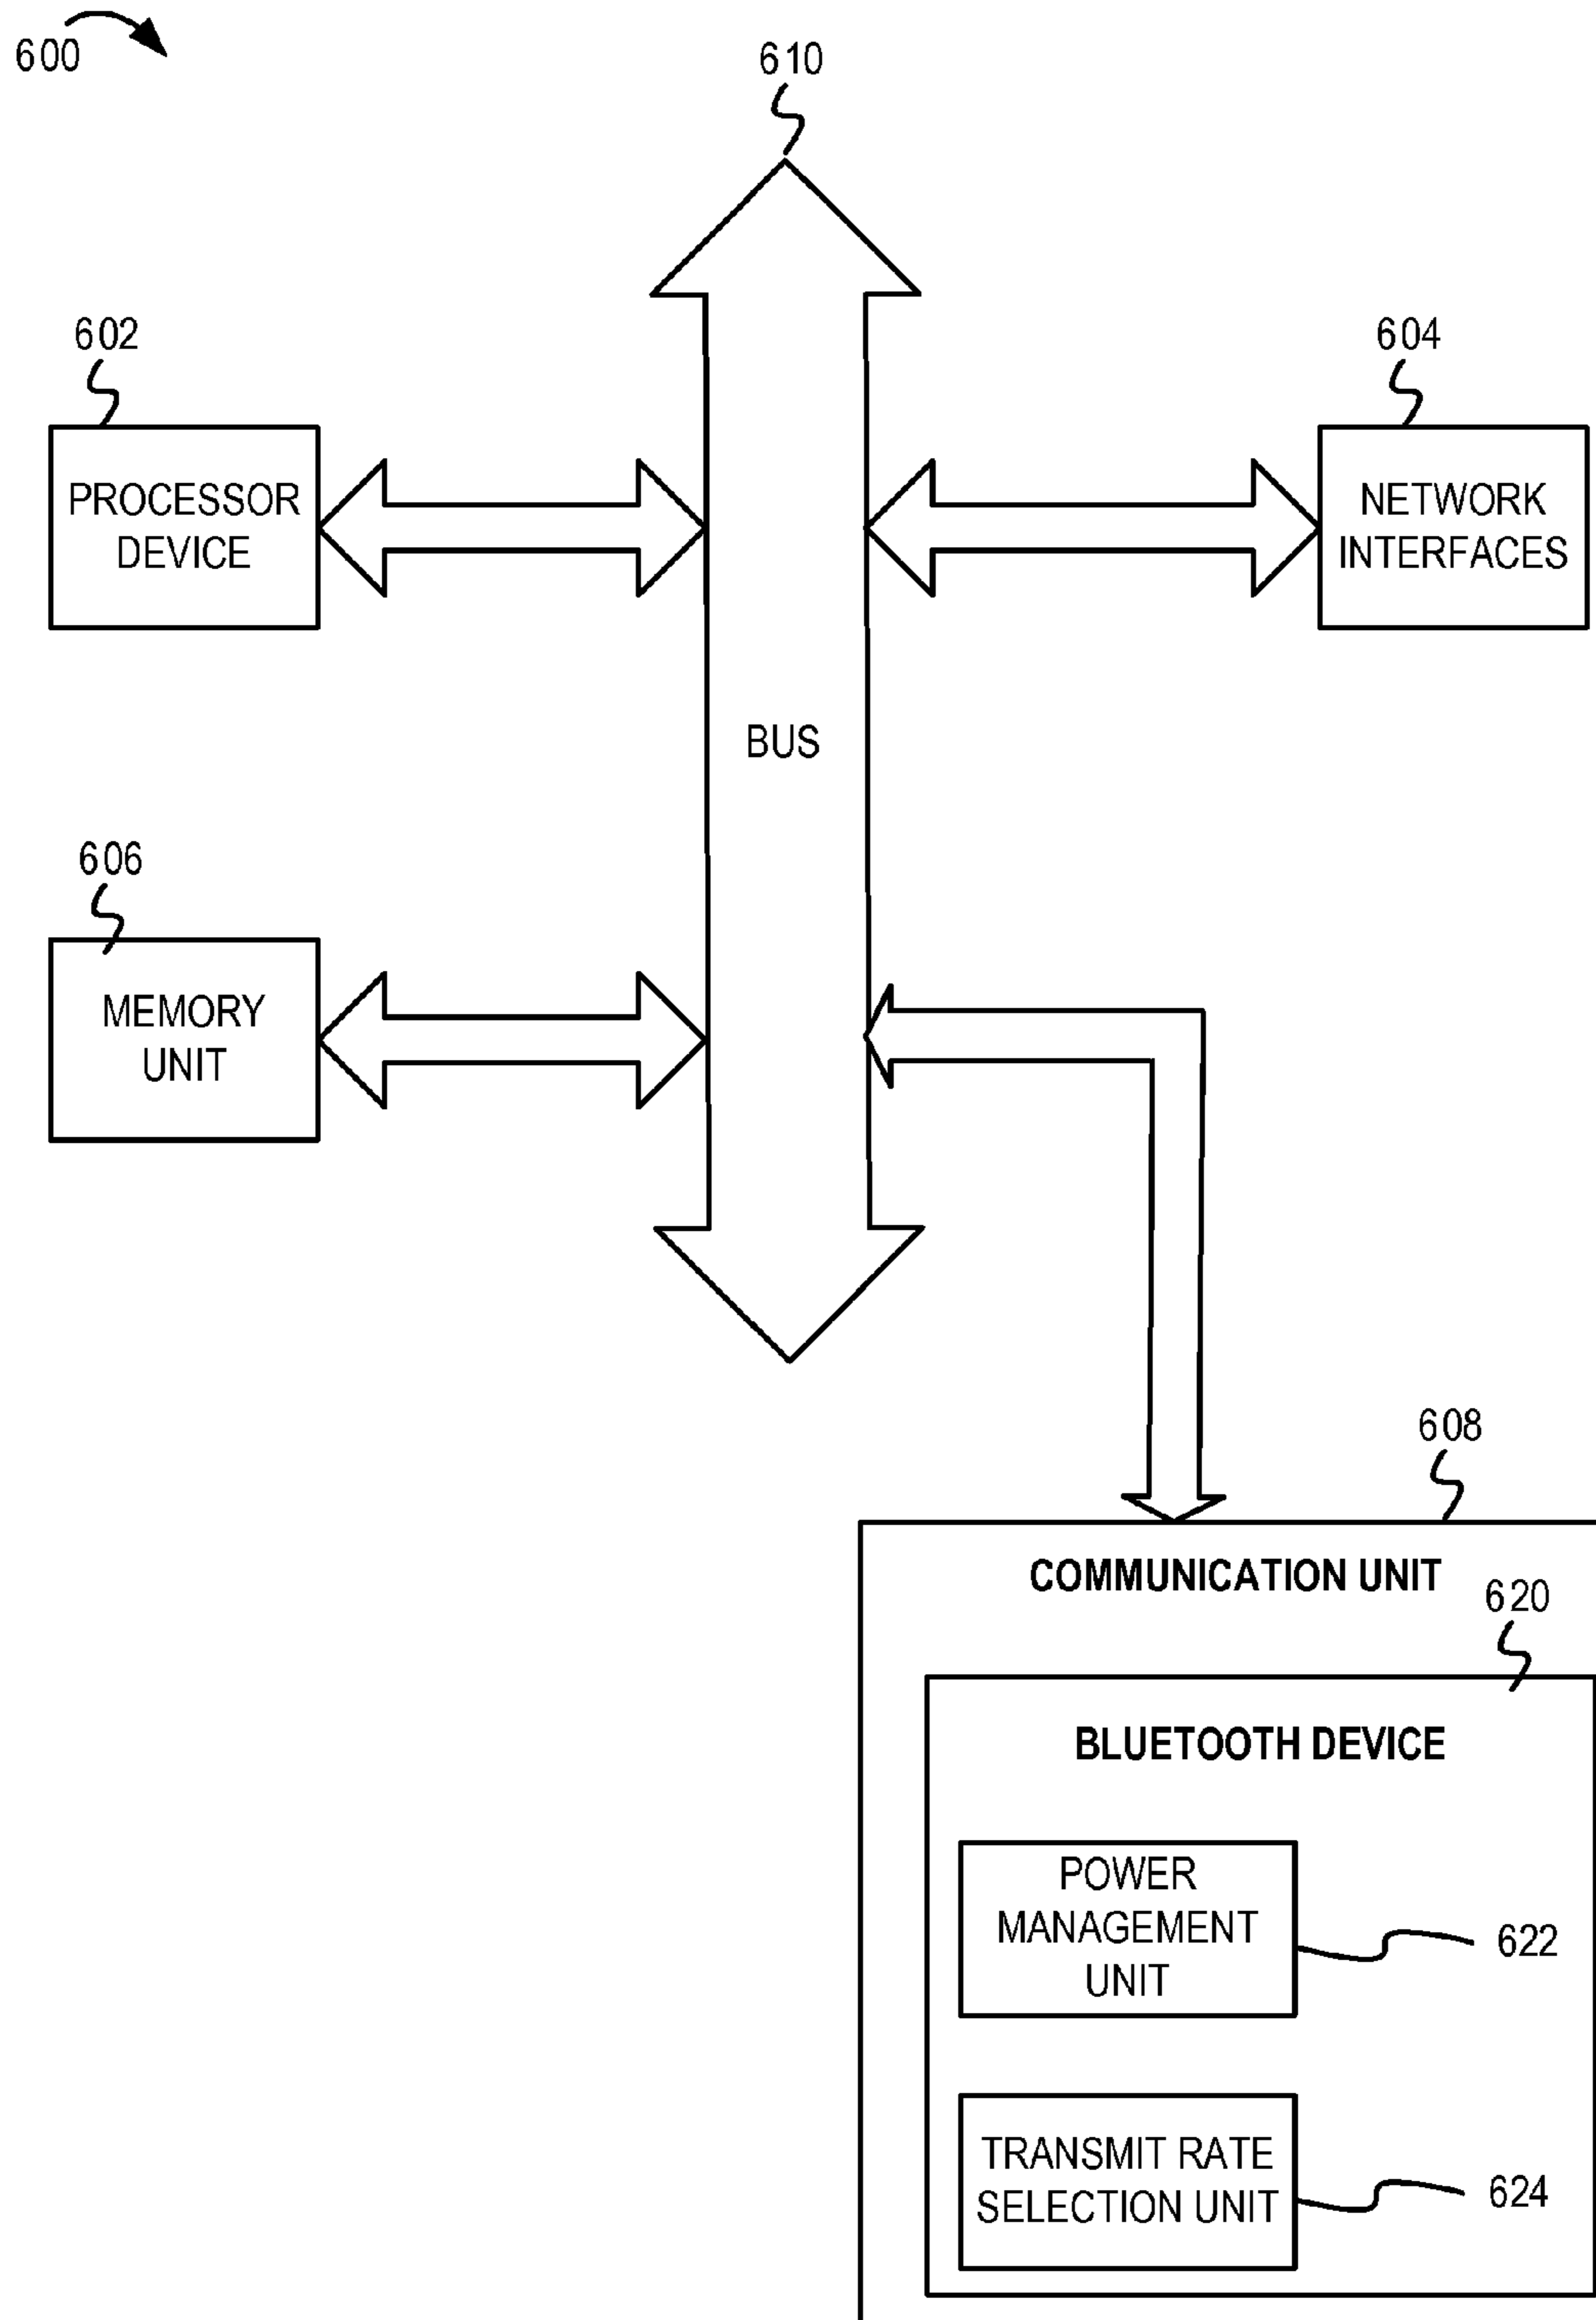 600
610
602
604
PROCESSOR
DEVICE
NETWORK
INTERFACES
BUS
606
MEMORY
UNIT
608
COMMUNICATION UNIT
620
BLUETOOTH DEVICE
POWER
MANAGEMENT
UNIT
622
TRANSMIT RATE
SELECTION UNIT
624